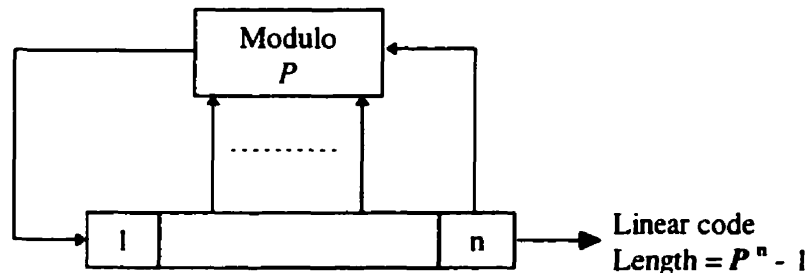 Modulo
P
1
n
Linear code
Length = P ^n - 1